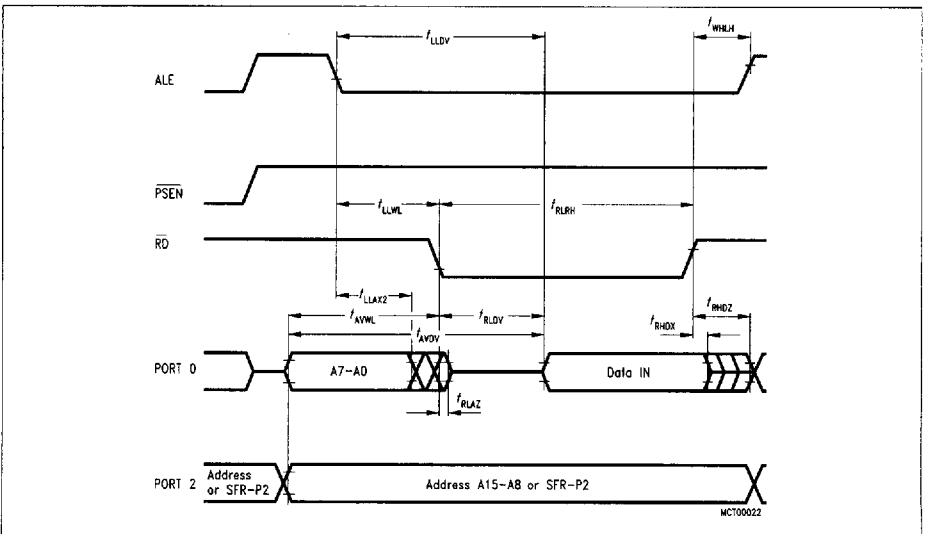 tLLDV
tWHLH
ALE
PSEN
tLLWL
tRLRH
RD
tLLAX2
tRHDZ
tAVWL
tRLDV
tRHDX
tAVDV
PORT 0
A7-A0
Data IN
tRLAZ
PORT 2
Address
or SFR-P2
Address A15-A8 or SFR-P2
MCT00022